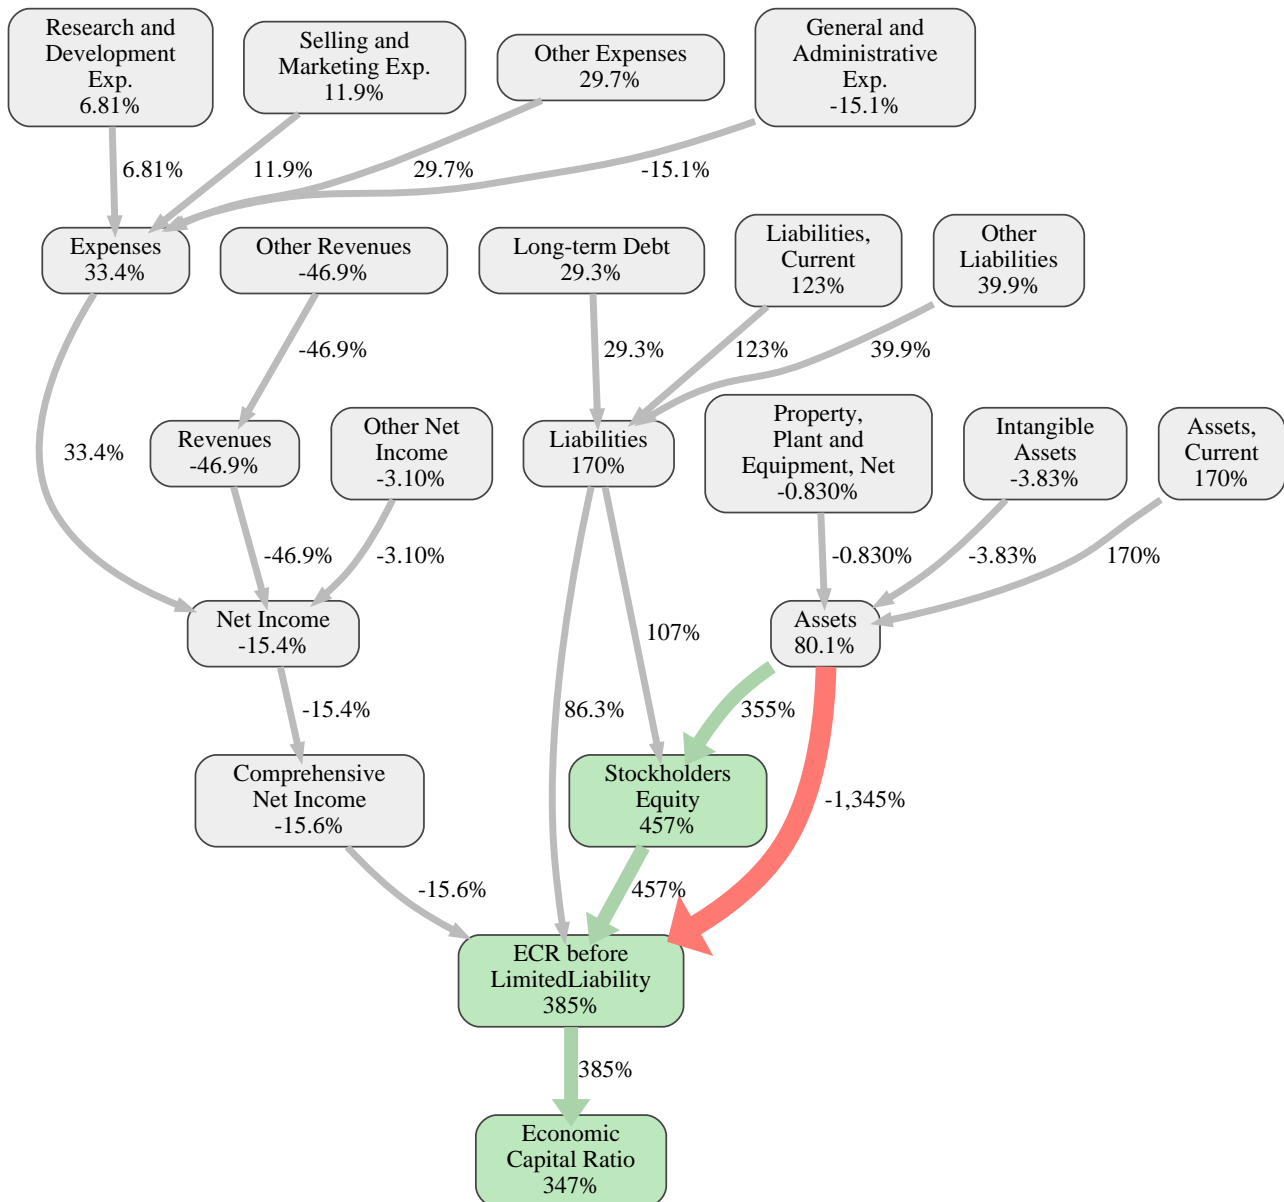 Research and
Development
Exp.
6.81%
Selling and
Marketing Exp.
11.9%
Other Expenses
29.7%
General and
Administrative
Exp.
-15.1%
6.81%
11.9%
29.7%
-15.1%
Expenses
33.4%
Other Revenues
-46.9%
Long-term Debt
29.3%
Liabilities,
Current
123%
Other
Liabilities
39.9%
-46.9%
29.3%
123%
39.9%
33.4%
Revenues
-46.9%
Other Net
Income
-3.10%
Liabilities
170%
Property,
Plant and
Equipment, Net
-0.830%
Intangible
Assets
-3.83%
Assets,
Current
170%
-46.9%
-3.10%
-0.830%
-3.83%
170%
Net Income
-15.4%
107%
Assets
80.1%
-15.4%
86.3%
355%
-1,345%
Comprehensive
Net Income
-15.6%
Stockholders
Equity
457%
-15.6%
457%
ECR before
LimitedLiability
385%
385%
Economic
Capital Ratio
347%